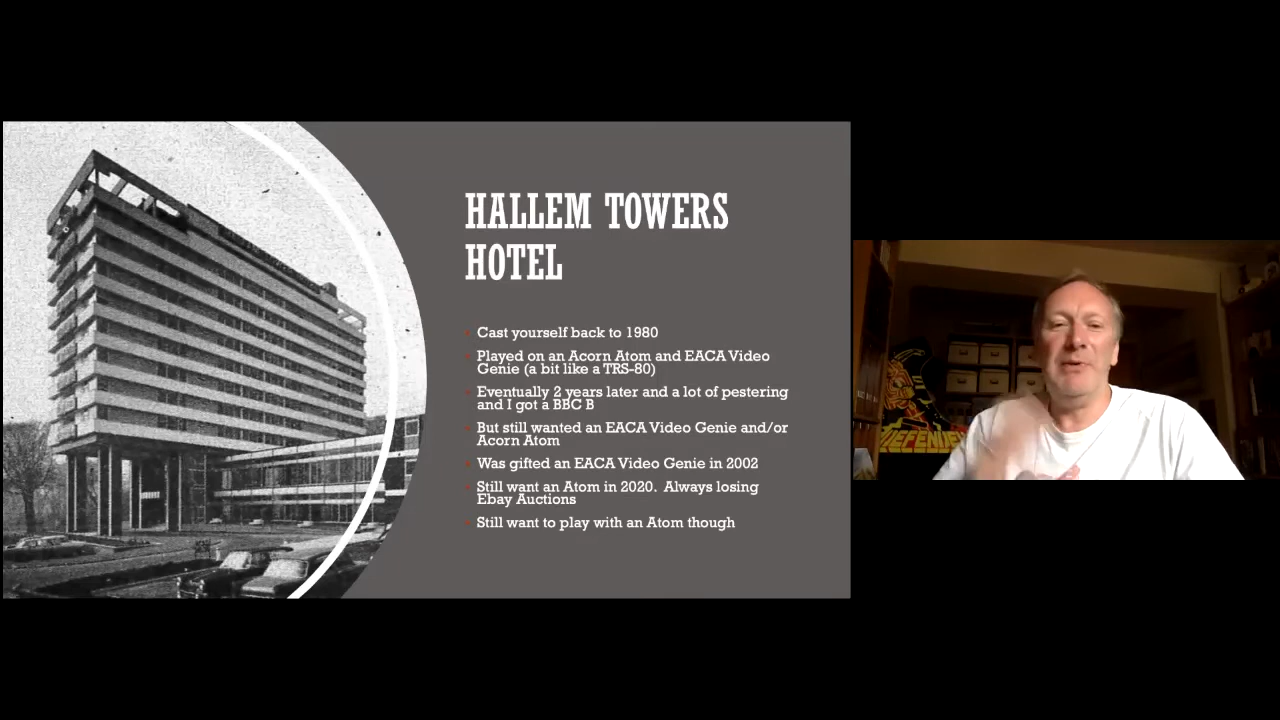 HALLEM TOWERS
HOTEL
Cast yourself back to 1980
Played on an Acorn Atom and EACA Video
Genie (a bit like a TRS-80)
Eventually 2 years later and a lot of pestering
and I got a BBC B
But still wanted an EACA Video Genie and/or
Acorn Atom
Was gifted an EACA Video Genie in 2002
Still want an Atom in 2020.  Always losing
Ebay Auctions
Still want to play with an Atom though
DEFENDER